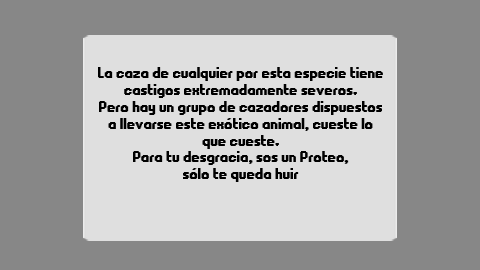 La caza de cualquier por esta especie tiene
castigos extremadamente severos.
Pero hay un grupo de cazadores dispuestos
a llevarse este exótico animal, cueste lo
que cueste.
Para tu desgracia, sos un Proteo,
sólo te queda huir